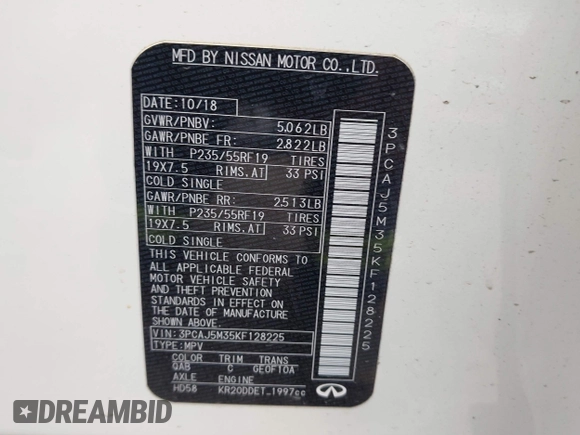 MFD BY NISSAN MOTOR CO.,LTD.
DATE:10/18
GVWR/PNBV: 5,062LB
GAWR/PNBE FR: 2,822LB
WITH P235/55RF19 TIRES
19X7.5 RIMS.AT 33 PSI
COLD SINGLE
GAWR/PNBE RR: 2,513LB
WITH P235/55RF19 TIRES
19X7.5 RIMS.AT 33 PSI
COLD SINGLE
THIS VEHICLE CONFORMS TO
ALL APPLICABLE FEDERAL
MOTOR VEHICLE SAFETY
AND THEFT PREVENTION
STANDARDS IN EFFECT ON
THE DATE OF MANUFACTURE
SHOWN ABOVE
VIN:3PCAJ5M35KF128225
TYPE:MPV
COLOR TRIM TRANS
QAB C GE0F10A
AXLE ENGINE
HD58 KR20DDET 1997cc
3PCAJ5M35KF128225
DREAMBID
dreambid.com